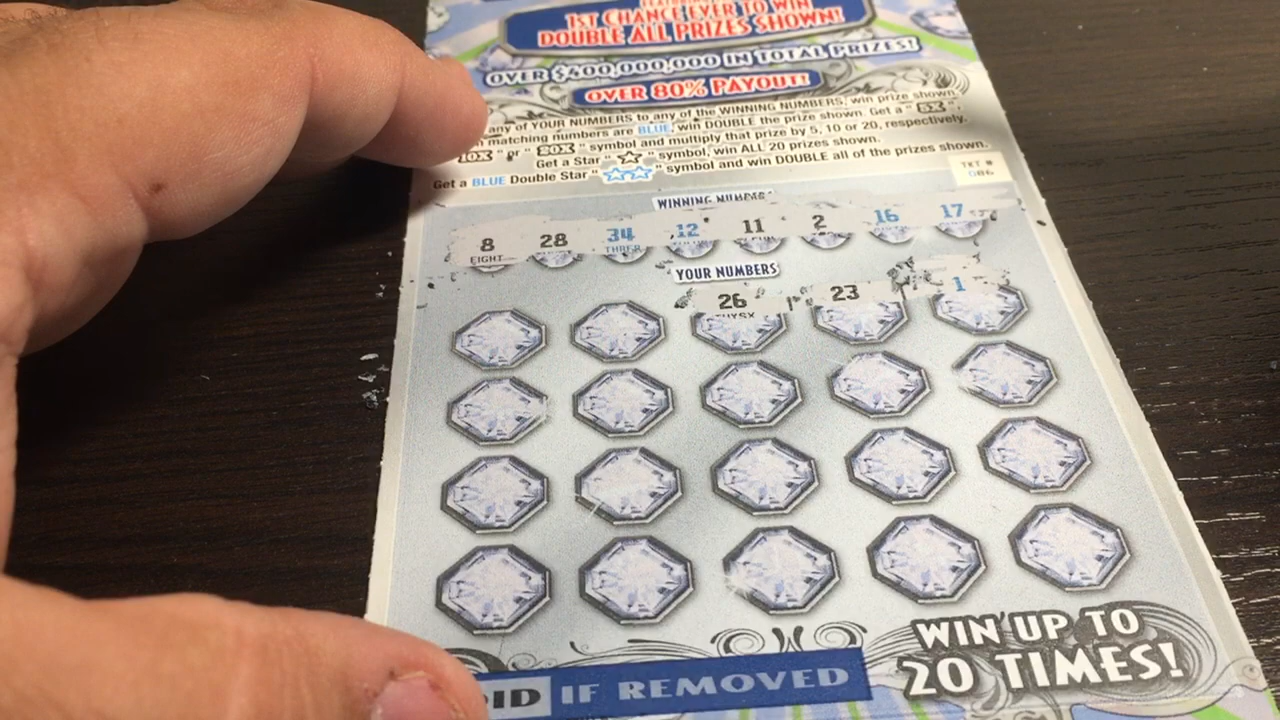 1ST CHANCE EVER TO WIN
DOUBLE ALL PRIZES SHOWN!
OVER $400,000,000 IN TOTAL PRIZES!
OVER 80% PAYOUT!
any of YOUR NUMBERS to any of the WINNING NUMBERS, win prize shown.
matching numbers are BLUE, win DOUBLE the prize shown. Get a "5X",
"10X" or "20X" symbol and multiply that prize by 5, 10 or 20, respectively.
Get a Star "☆" symbol, win ALL 20 prizes shown.
Get a BLUE Double Star "☆☆" symbol and win DOUBLE all of the prizes shown.
TKT #
086
WINNING NUMBERS
8 28 34 12 11 2 16 17
EIGHT
YOUR NUMBERS
26 23 1
WIN UP TO
20 TIMES!
IF REMOVED